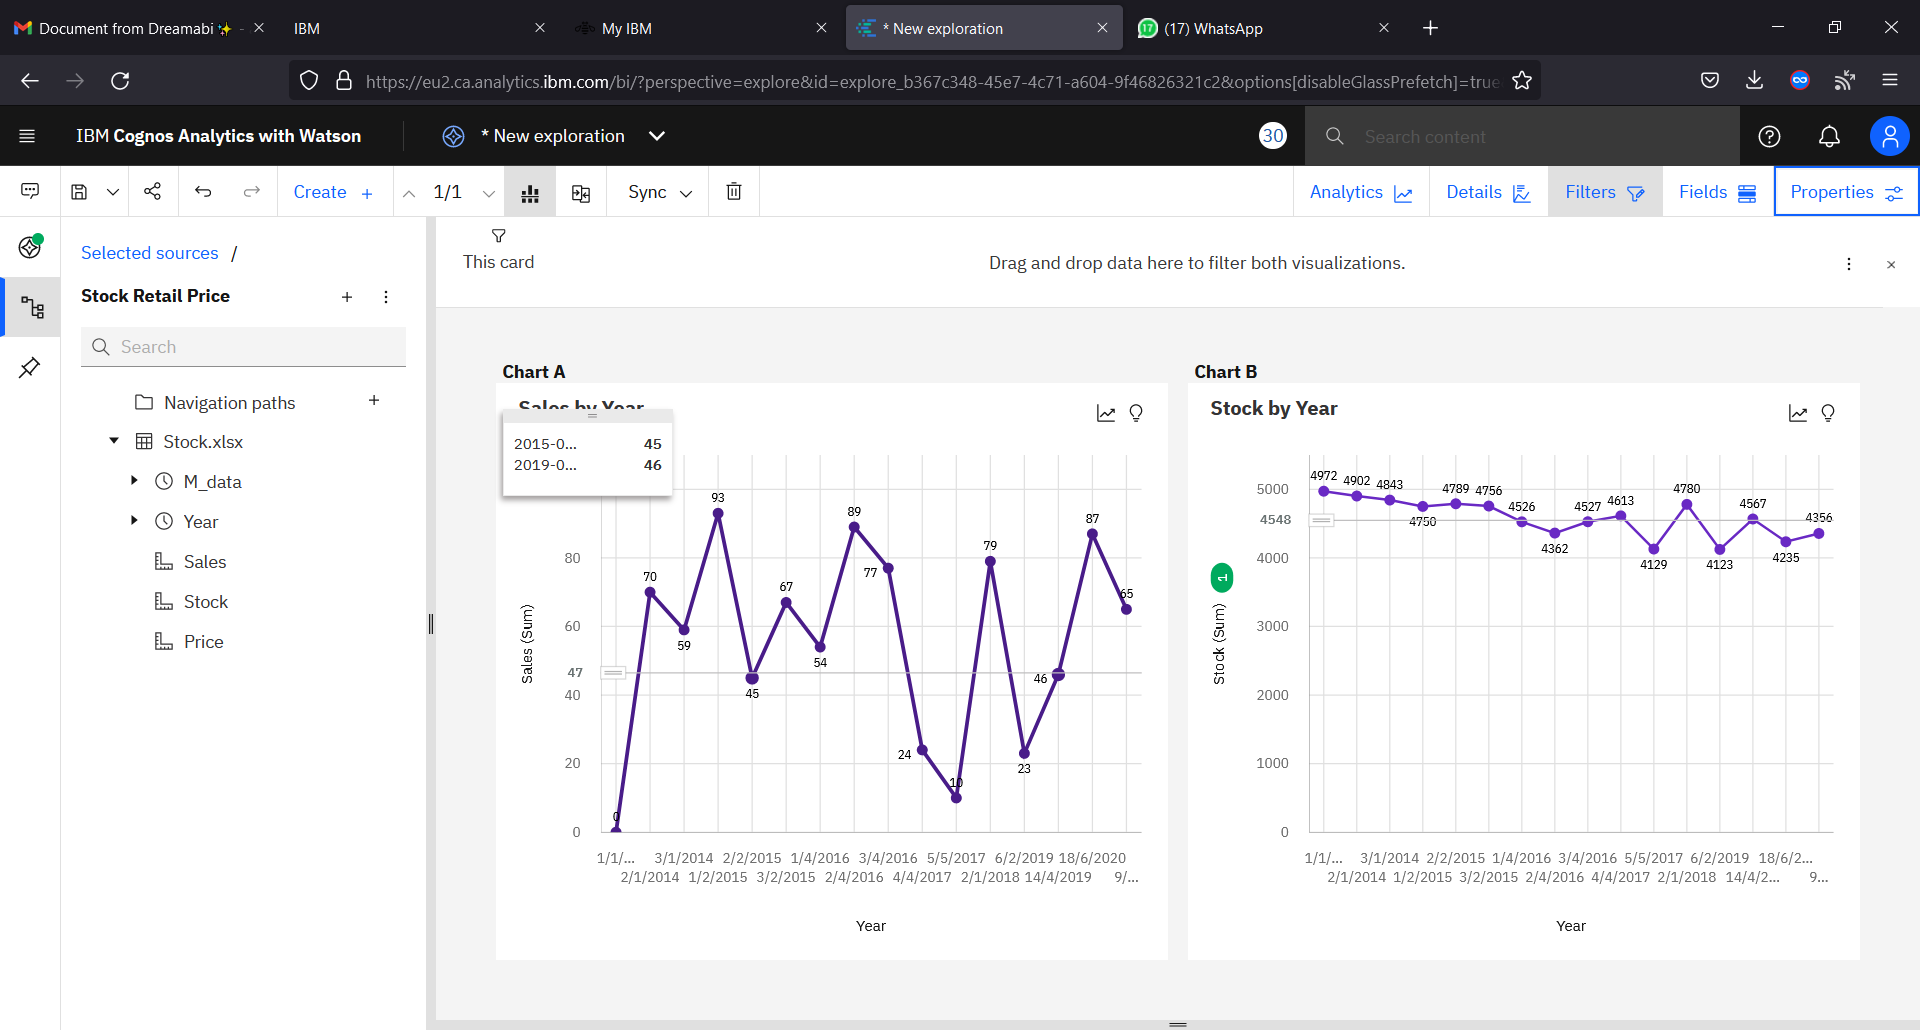 Document from Dreamabi✨ -
IBM
My IBM
* New exploration
17
(17) WhatsApp
https://eu2.ca.analytics.ibm.com/bi/?perspective=explore&id=explore_b367c348-45e7-4c71-a604-9f46826321c2&options[disableGlassPrefetch]=true
IBM Cognos Analytics with Watson
* New exploration
30
Search content
Create +
1/1
Sync
Analytics
Details
Filters
Fields
Properties
Selected sources /
Stock Retail Price
Search
Navigation paths
Stock.xlsx
M_data
Year
Sales
Stock
Price
This card
Drag and drop data here to filter both visualizations.
Chart A
Sales by Year
2015-0... 45
2019-0... 46
80
60
47
40
20
0
Sales (Sum)
0
70
59
93
45
67
54
89
77
24
10
79
23
46
87
65
1/1/... 3/1/2014 2/2/2015 1/4/2016 3/4/2016 5/5/2017 6/2/2019 18/6/2020
2/1/2014 1/2/2015 3/2/2015 2/4/2016 4/4/2017 2/1/2018 14/4/2019 9/...
Year
Chart B
Stock by Year
5000
4548
4000
3000
2000
1000
0
Stock (Sum)
1
4972
4902
4843
4750
4789
4756
4526
4362
4527
4613
4129
4780
4123
4567
4235
4356
1/1/... 3/1/2014 2/2/2015 1/4/2016 3/4/2016 5/5/2017 6/2/2019 18/6/2...
2/1/2014 1/2/2015 3/2/2015 2/4/2016 4/4/2017 2/1/2018 14/4/2... 9...
Year